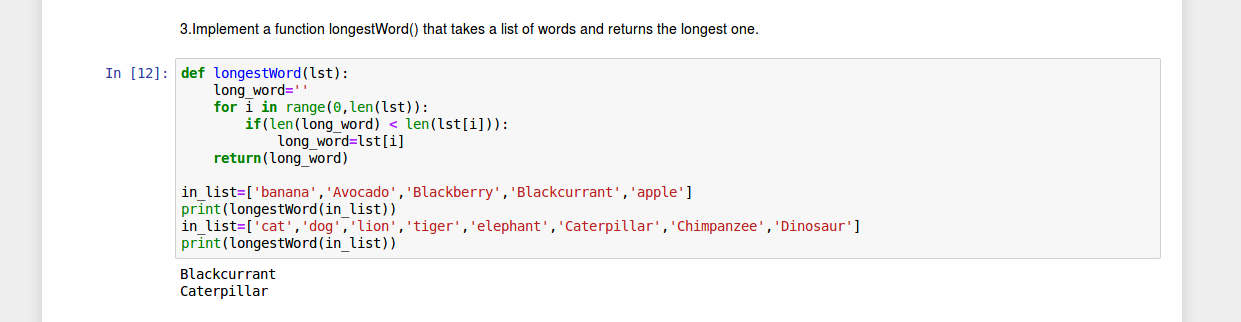 3.Implement a function longestWord() that takes a list of words and returns the longest one.
In [12]: def longestWord(lst):
    long_word=''
    for i in range(0,len(lst)):
        if(len(long_word) < len(lst[i])):
            long_word=lst[i]
    return(long_word)

in_list=['banana','Avocado','Blackberry','Blackcurrant','apple']
print(longestWord(in_list))
in_list=['cat','dog','lion','tiger','elephant','Caterpillar','Chimpanzee','Dinosaur']
print(longestWord(in_list))
Blackcurrant
Caterpillar